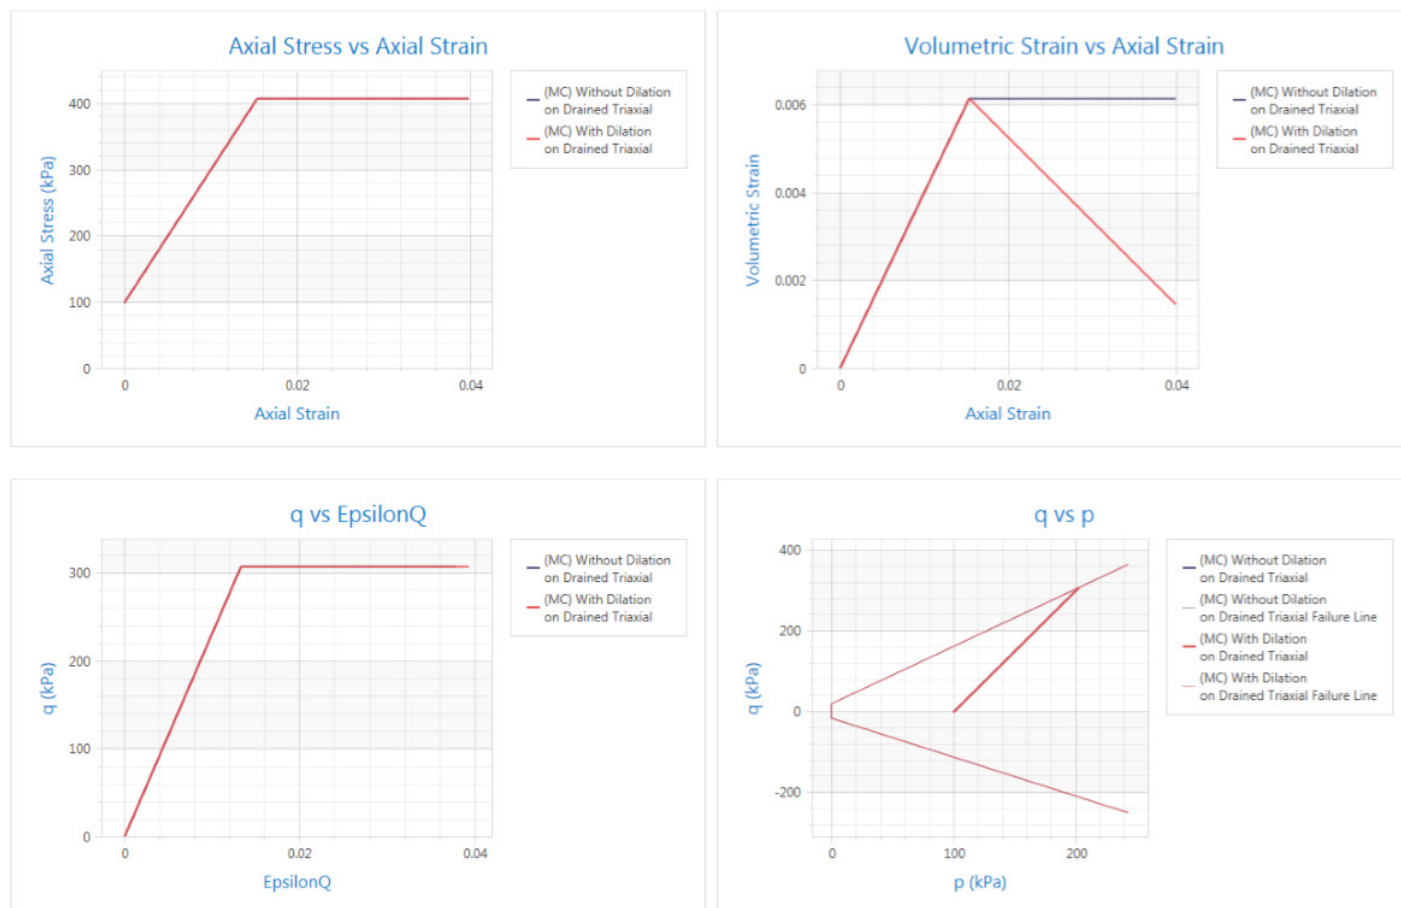 Axial Stress vs Axial Strain
Axial Stress (kPa)
400
300
200
100
0
0
0.02
0.04
Axial Strain
(MC) Without Dilation
on Drained Triaxial
(MC) With Dilation
on Drained Triaxial
Volumetric Strain vs Axial Strain
Volumetric Strain
0.006
0.004
0.002
0
0
0.02
0.04
Axial Strain
(MC) Without Dilation
on Drained Triaxial
(MC) With Dilation
on Drained Triaxial
q vs EpsilonQ
q (kPa)
300
200
100
0
0
0.02
0.04
EpsilonQ
(MC) Without Dilation
on Drained Triaxial
(MC) With Dilation
on Drained Triaxial
q vs p
q (kPa)
400
200
0
-200
0
100
200
p (kPa)
(MC) Without Dilation
on Drained Triaxial
(MC) Without Dilation
on Drained Triaxial Failure Line
(MC) With Dilation
on Drained Triaxial
(MC) With Dilation
on Drained Triaxial Failure Line